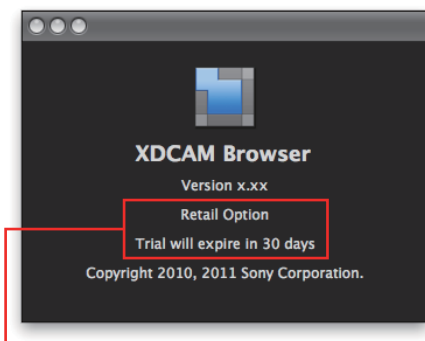 XDCAM Browser
Version x.xx
Retail Option
Trial will expire in 30 days
Copyright 2010, 2011 Sony Corporation.